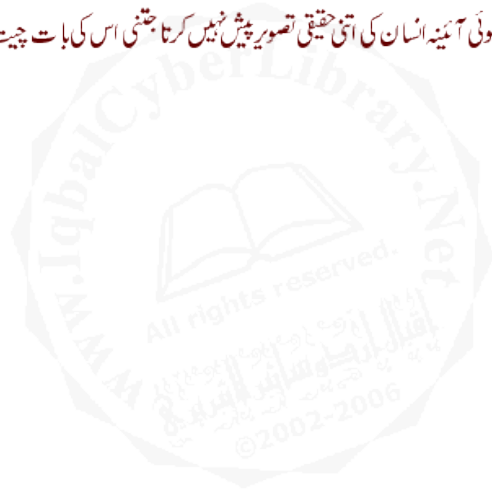 وئی آئینہ انسان کی اتنی حقیقی تصویر پیش نہیں کرتا جتنی اس کی بات چیت
www.IqbalCyberLibrary.Net
All rights reserved.
©2002-2006